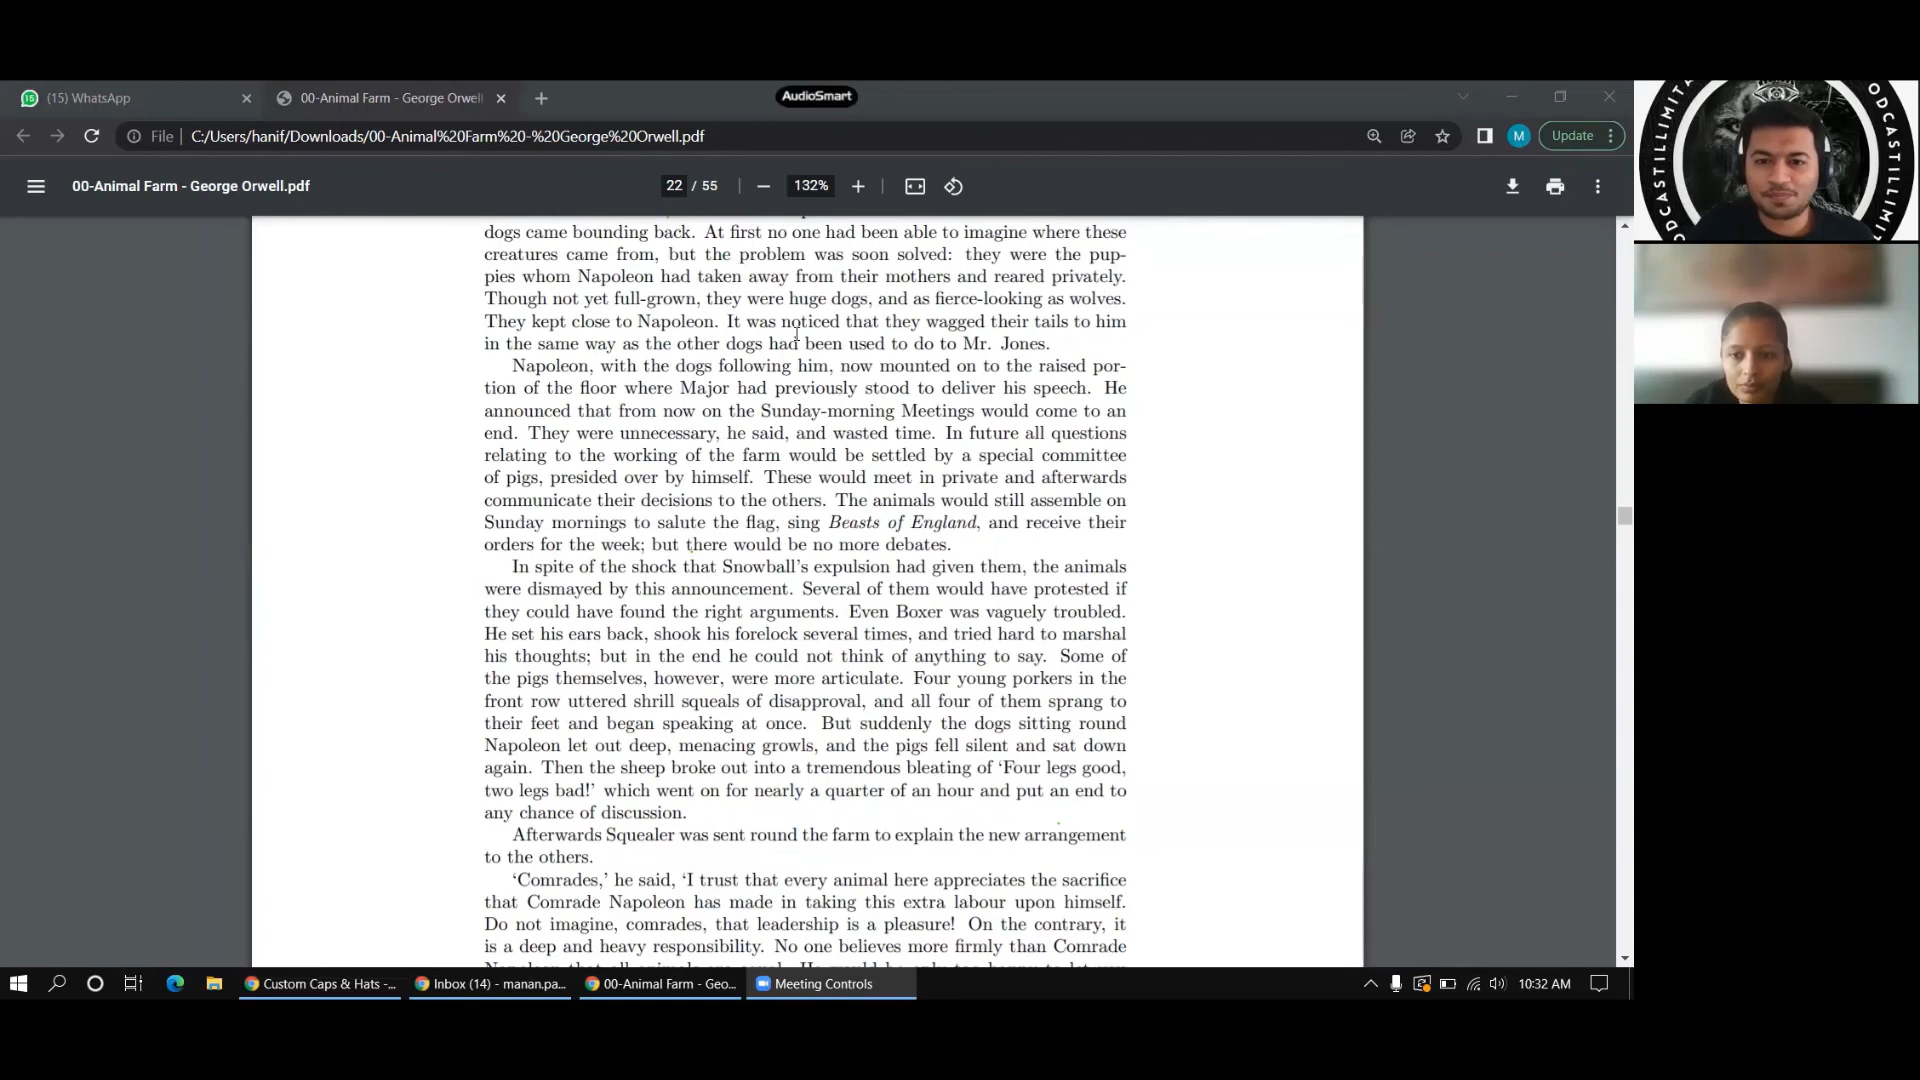 (15) WhatsApp
00-Animal Farm - George Orwell
AudioSmart
File
C:/Users/hanif/Downloads/00-Animal%20Farm%20-%20George%20Orwell.pdf
M
Update
00-Animal Farm - George Orwell.pdf
22 / 55
132%
dogs came bounding back. At first no one had been able to imagine where these
creatures came from, but the problem was soon solved: they were the pup-
pies whom Napoleon had taken away from their mothers and reared privately.
Though not yet full-grown, they were huge dogs, and as fierce-looking as wolves.
They kept close to Napoleon. It was noticed that they wagged their tails to him
in the same way as the other dogs had been used to do to Mr. Jones.
Napoleon, with the dogs following him, now mounted on to the raised por-
tion of the floor where Major had previously stood to deliver his speech. He
announced that from now on the Sunday-morning Meetings would come to an
end. They were unnecessary, he said, and wasted time. In future all questions
relating to the working of the farm would be settled by a special committee
of pigs, presided over by himself. These would meet in private and afterwards
communicate their decisions to the others. The animals would still assemble on
Sunday mornings to salute the flag, sing Beasts of England, and receive their
orders for the week; but there would be no more debates.
In spite of the shock that Snowball's expulsion had given them, the animals
were dismayed by this announcement. Several of them would have protested if
they could have found the right arguments. Even Boxer was vaguely troubled.
He set his ears back, shook his forelock several times, and tried hard to marshal
his thoughts; but in the end he could not think of anything to say. Some of
the pigs themselves, however, were more articulate. Four young porkers in the
front row uttered shrill squeals of disapproval, and all four of them sprang to
their feet and began speaking at once. But suddenly the dogs sitting round
Napoleon let out deep, menacing growls, and the pigs fell silent and sat down
again. Then the sheep broke out into a tremendous bleating of ‘Four legs good,
two legs bad!’ which went on for nearly a quarter of an hour and put an end to
any chance of discussion.
Afterwards Squealer was sent round the farm to explain the new arrangement
to the others.
‘Comrades,’ he said, ‘I trust that every animal here appreciates the sacrifice
that Comrade Napoleon has made in taking this extra labour upon himself.
Do not imagine, comrades, that leadership is a pleasure! On the contrary, it
is a deep and heavy responsibility. No one believes more firmly than Comrade
Custom Caps & Hats -...
Inbox (14) - manan.pa...
00-Animal Farm - Geo...
Meeting Controls
10:32 AM